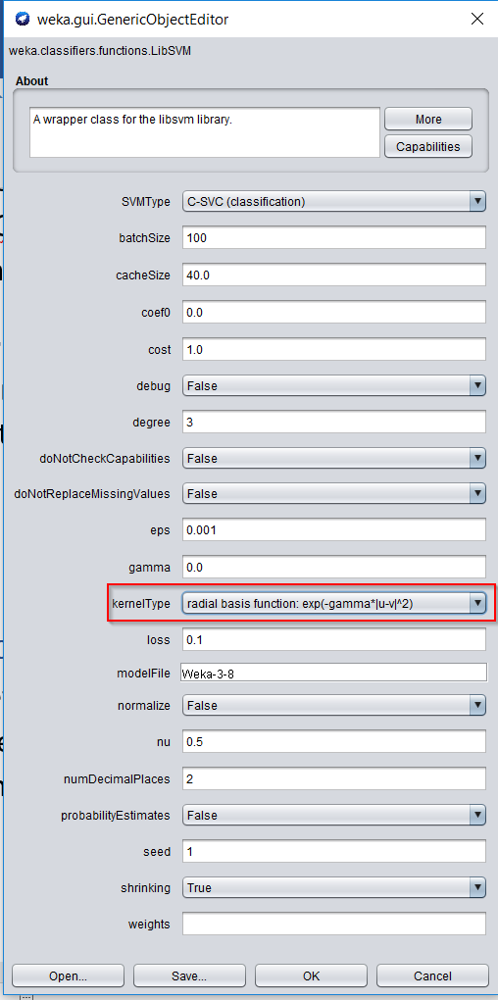 weka.gui.GenericObjectEditor
weka.classifiers.functions.LibSVM
About
A wrapper class for the libsvm library.
More
Capabilities
SVMType C-SVC (classification)
batchSize 100
cacheSize 40.0
coef0 0.0
cost 1.0
debug False
degree 3
doNotCheckCapabilities False
doNotReplaceMissingValues False
eps 0.001
gamma 0.0
kernelType radial basis function: exp(-gamma*|u-v|^2)
loss 0.1
modelFile Weka-3-8
normalize False
nu 0.5
numDecimalPlaces 2
probabilityEstimates False
seed 1
shrinking True
weights
Open... Save... OK Cancel